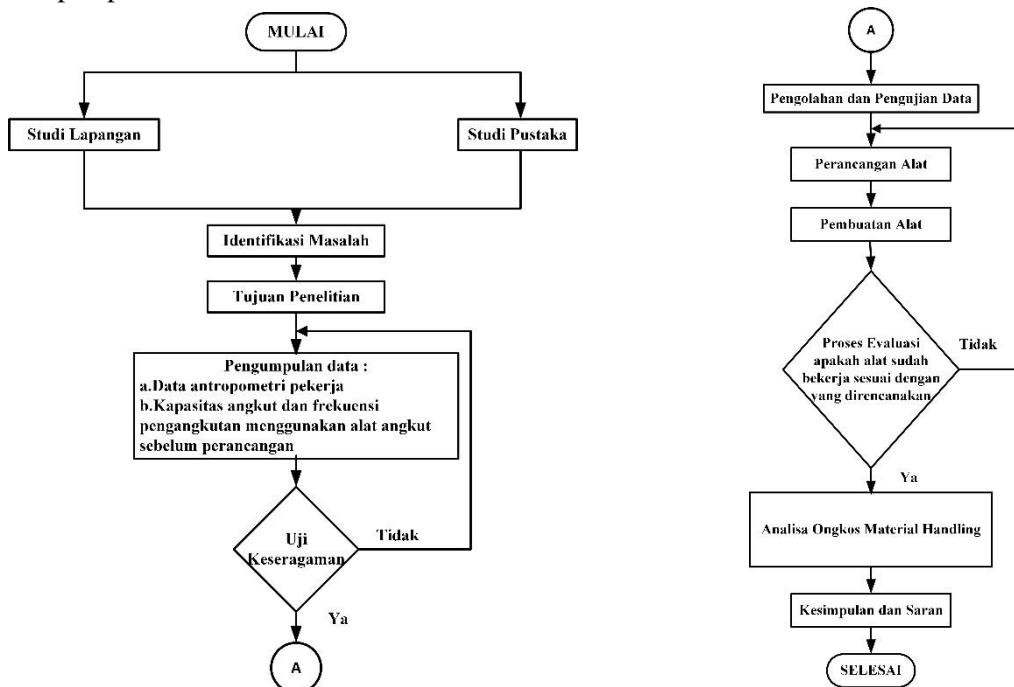 MULAI
Studi Lapangan
Studi Pustaka
Identifikasi Masalah
Tujuan Penelitian
Pengumpulan data :
a.Data antropometri pekerja
b.Kapasitas angkut dan frekuensi
pengangkutan menggunakan alat angkut
sebelum perancangan
Uji
Keseragaman
Tidak
Ya
A
A
Pengolahan dan Pengujian Data
Perancangan Alat
Pembuatan Alat
Proses Evaluasi
apakah alat sudah
bekerja sesuai dengan
yang direncanakan
Tidak
Ya
Analisa Ongkos Material Handling
Kesimpulan dan Saran
SELESAI